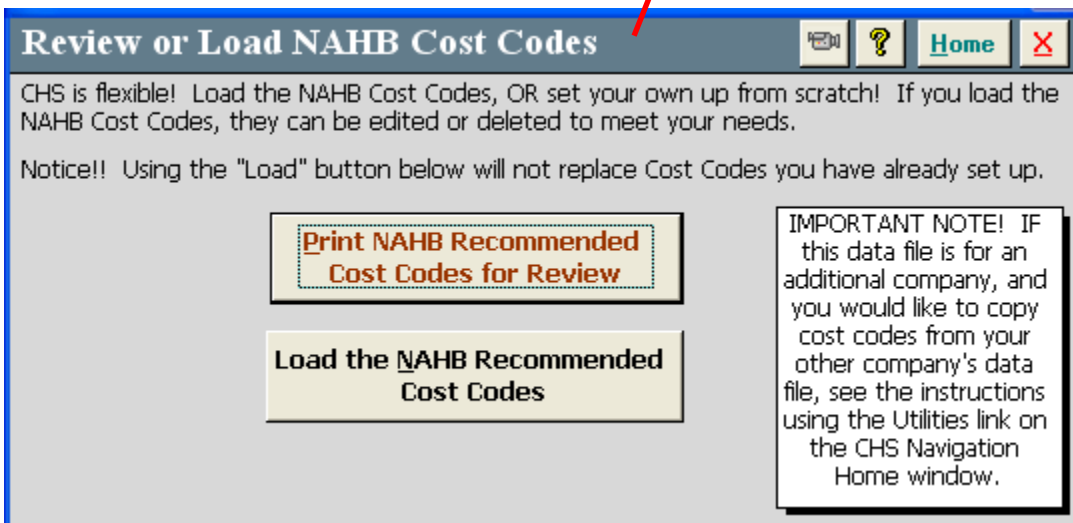 Review or Load NAHB Cost Codes
? Home X
CHS is flexible! Load the NAHB Cost Codes, OR set your own up from scratch! If you load the
NAHB Cost Codes, they can be edited or deleted to meet your needs.
Notice!! Using the "Load" button below will not replace Cost Codes you have already set up.
Print NAHB Recommended
Cost Codes for Review
Load the NAHB Recommended
Cost Codes
IMPORTANT NOTE! IF
this data file is for an
additional company, and
you would like to copy
cost codes from your
other company's data
file, see the instructions
using the Utilities link on
the CHS Navigation
Home window.